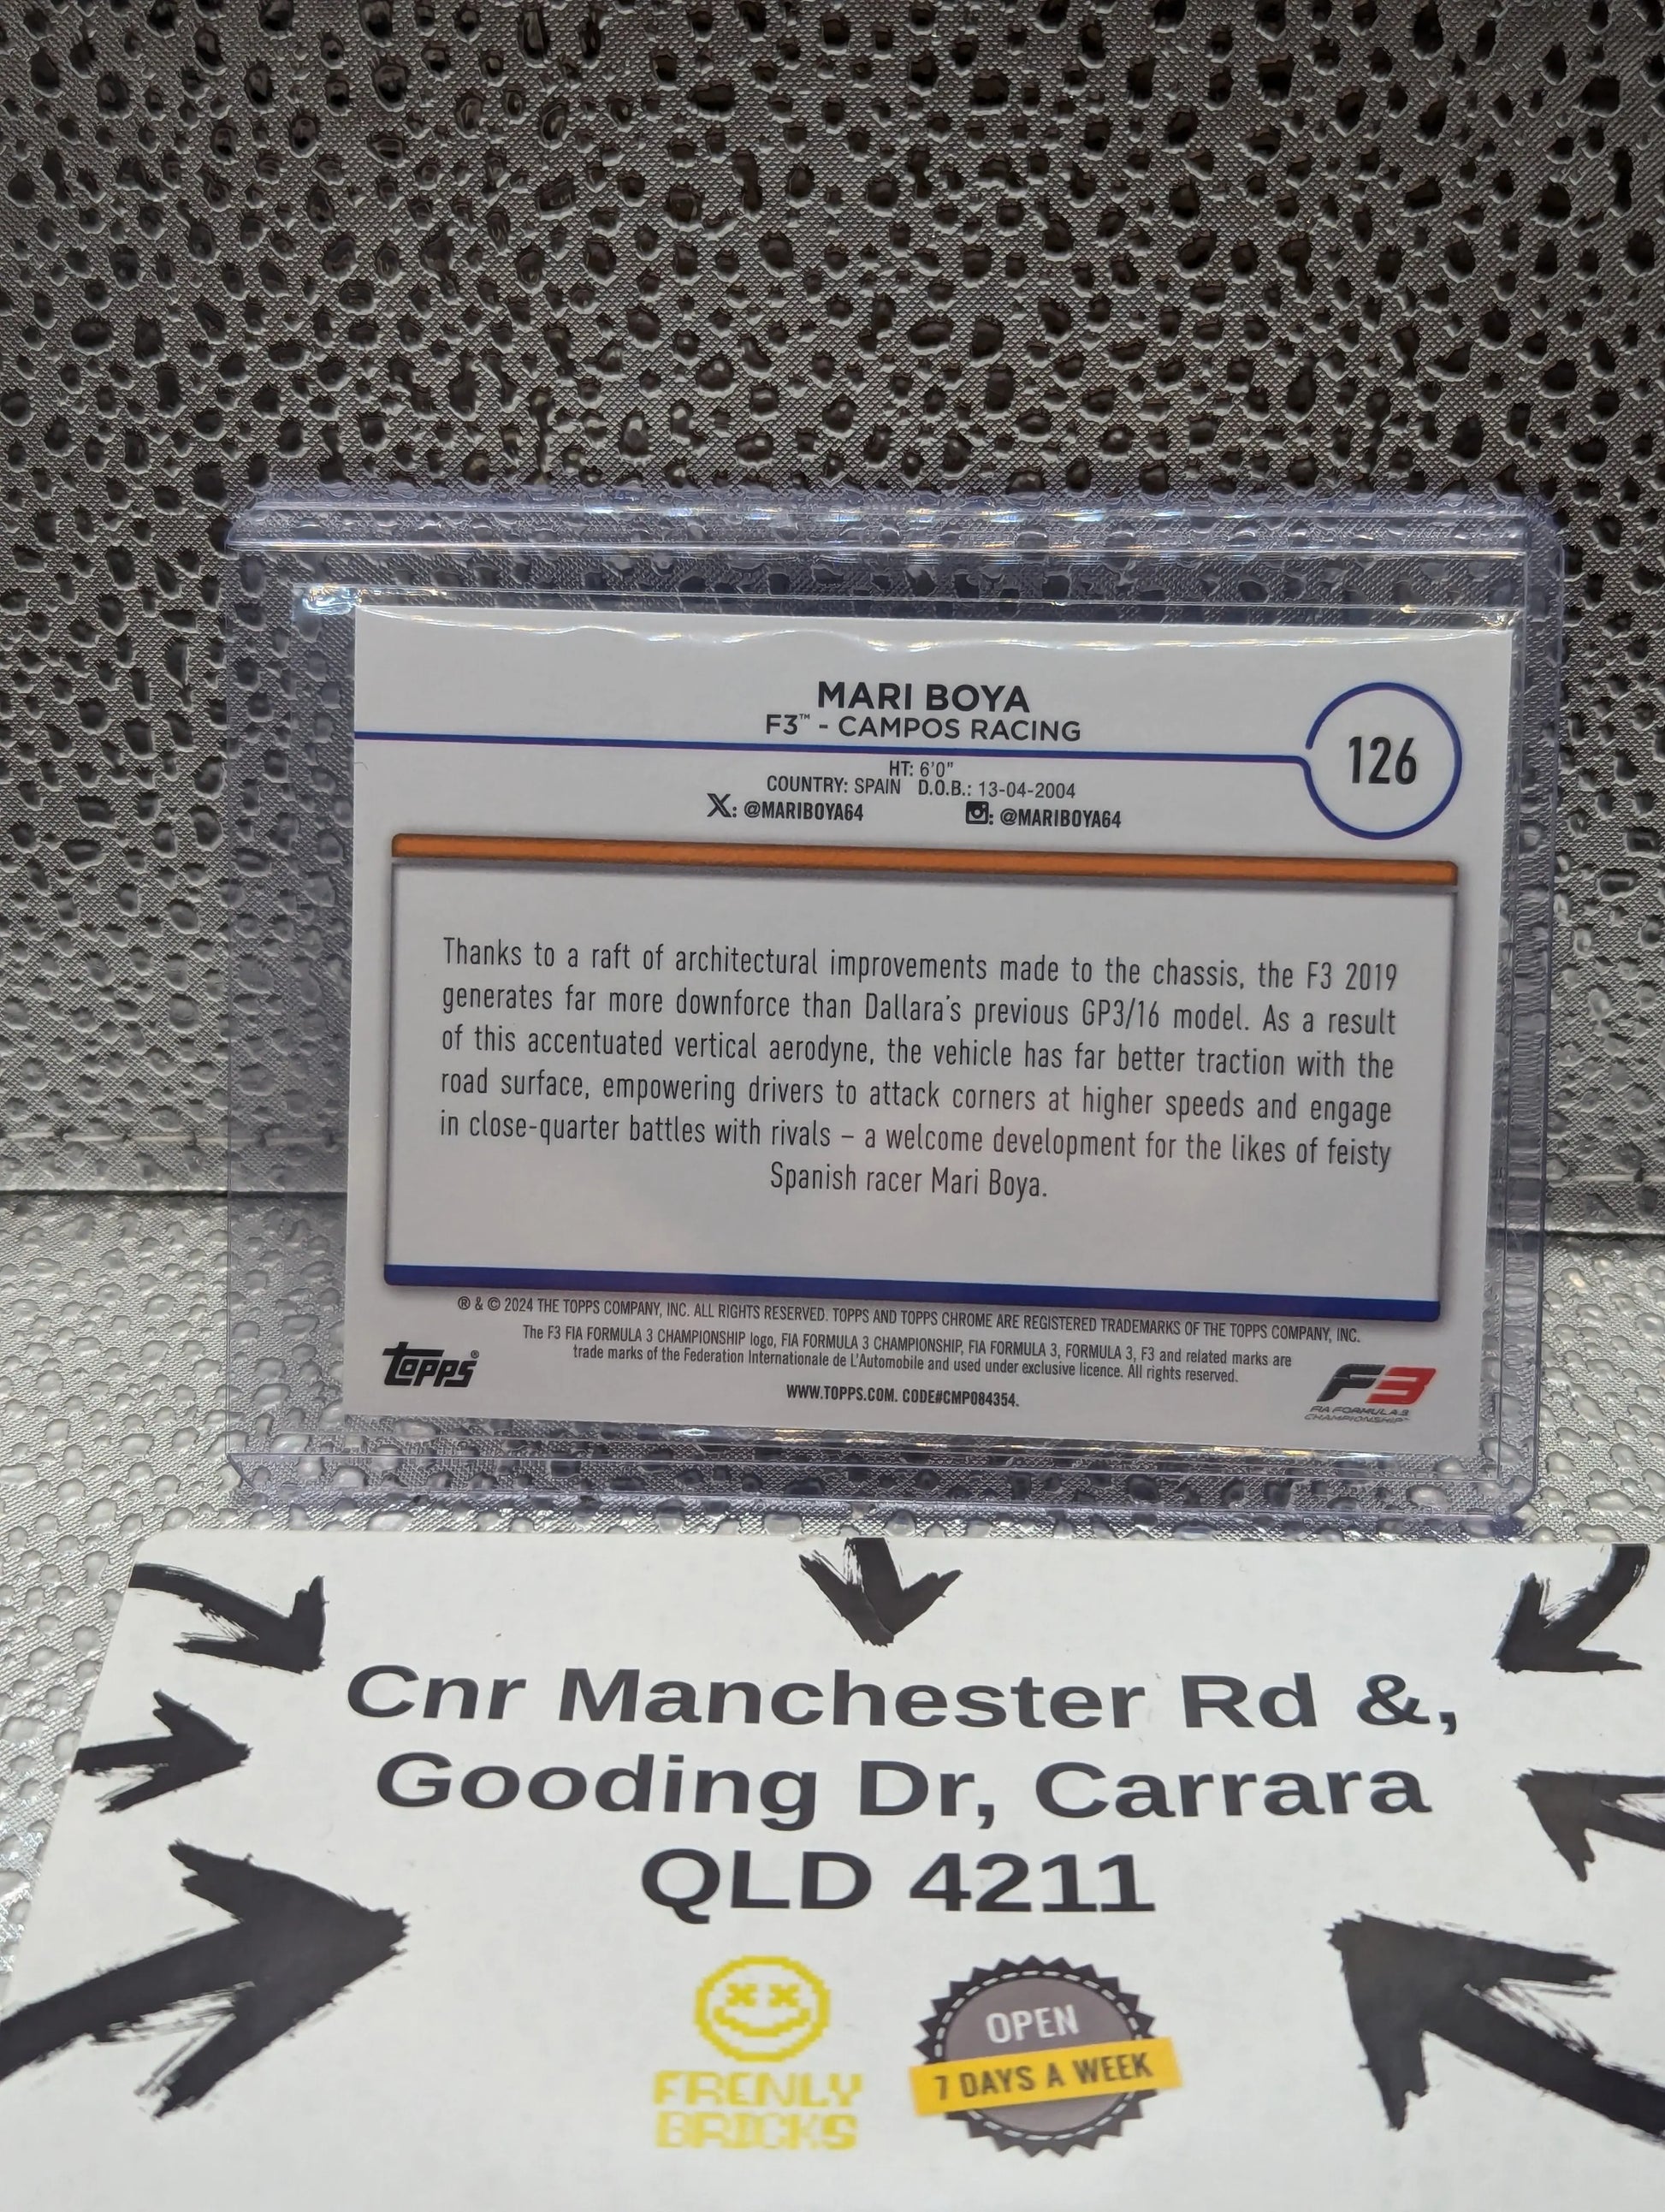 MARI BOYA
F3™ - CAMPOS RACING
126
HT: 6'0"
COUNTRY: SPAIN D.O.B.: 13-04-2004
X: @MARIBOYA64 : @MARIBOYA64
Thanks to a raft of architectural improvements made to the chassis, the F3 2019
generates far more downforce than Dallara's previous GP3/16 model. As a result
of this accentuated vertical aerodyne, the vehicle has far better traction with the
road surface, empowering drivers to attack corners at higher speeds and engage
in close-quarter battles with rivals – a welcome development for the likes of feisty
Spanish racer Mari Boya.
® & © 2024 THE TOPPS COMPANY, INC. ALL RIGHTS RESERVED. TOPPS AND TOPPS CHROME ARE REGISTERED TRADEMARKS OF THE TOPPS COMPANY, INC.
The F3 FIA FORMULA 3 CHAMPIONSHIP logo, FIA FORMULA 3 CHAMPIONSHIP, FIA FORMULA 3, FORMULA 3, F3 and related marks are
trade marks of the Federation Internationale de L'Automobile and used under exclusive licence. All rights reserved.
WWW.TOPPS.COM. CODE#CMP084354.
Topps®
F3
FIA FORMULA 3
CHAMPIONSHIP™
Cnr Manchester Rd &,
Gooding Dr, Carrara
QLD 4211
FRENLY
BRICKS
OPEN
7 DAYS A WEEK